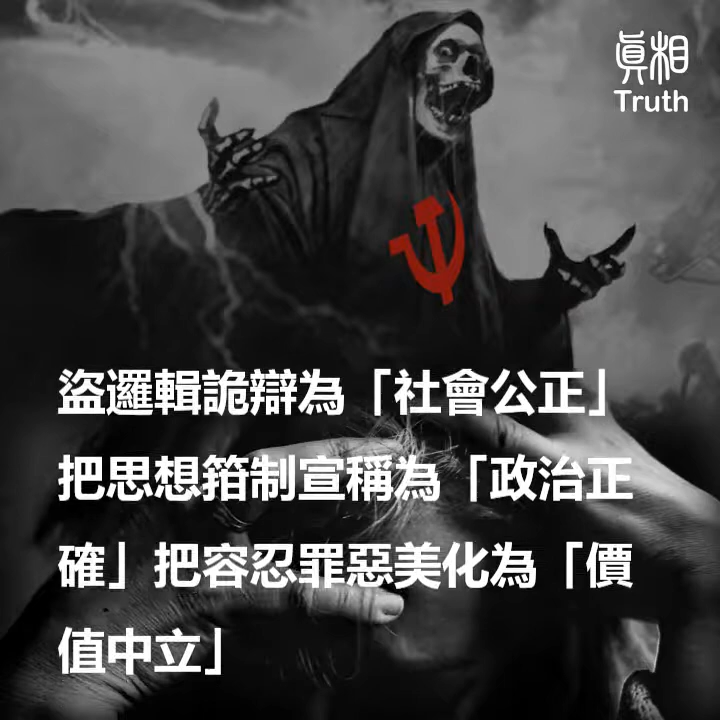 真相
Truth
盜邏輯詭辯為「社會公正」
把思想箝制宣稱為「政治正
確」把容忍罪惡美化為「價
值中立」